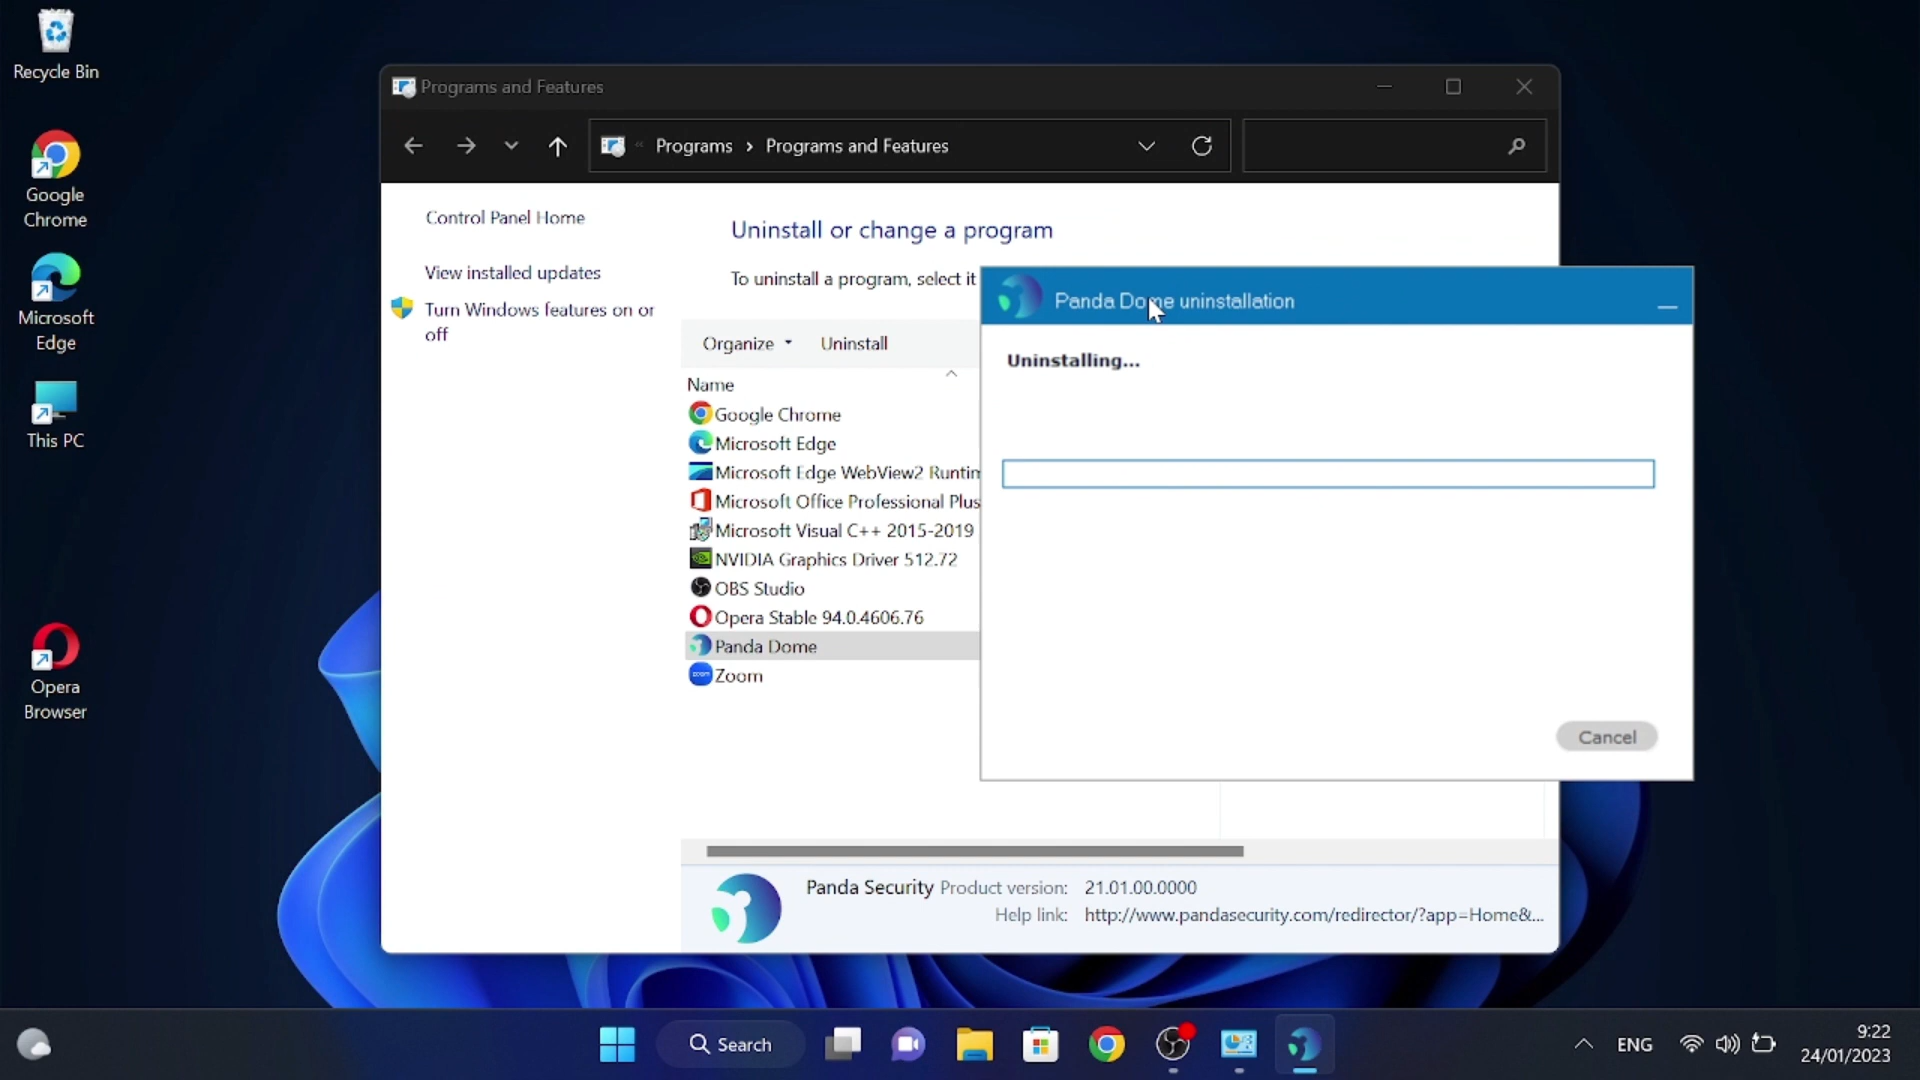 Recycle Bin
Google
Chrome
Microsoft
Edge
This PC
Opera
Browser
Programs and Features
Programs
Programs and Features
Control Panel Home
View installed updates
Turn Windows features on or
off
Uninstall or change a program
To uninstall a program, select it
Organize
Uninstall
Name
Google Chrome
Microsoft Edge
Microsoft Edge WebView2
Microsoft Office Professional Plus
Microsoft Visual C++ 2015-2019
NVIDIA Graphics Driver 512.72
OBS Studio
Opera Stable 94.0.4606.76
Panda Dome
zoom Zoom
Panda Dome uninstallation
Uninstalling...
Cancel
Panda Security Product version: 21.01.00.0000
Help link: http://www.pandasecurity.com/redirector/?app=Home&...
Search
ENG
9:22
24/01/2023